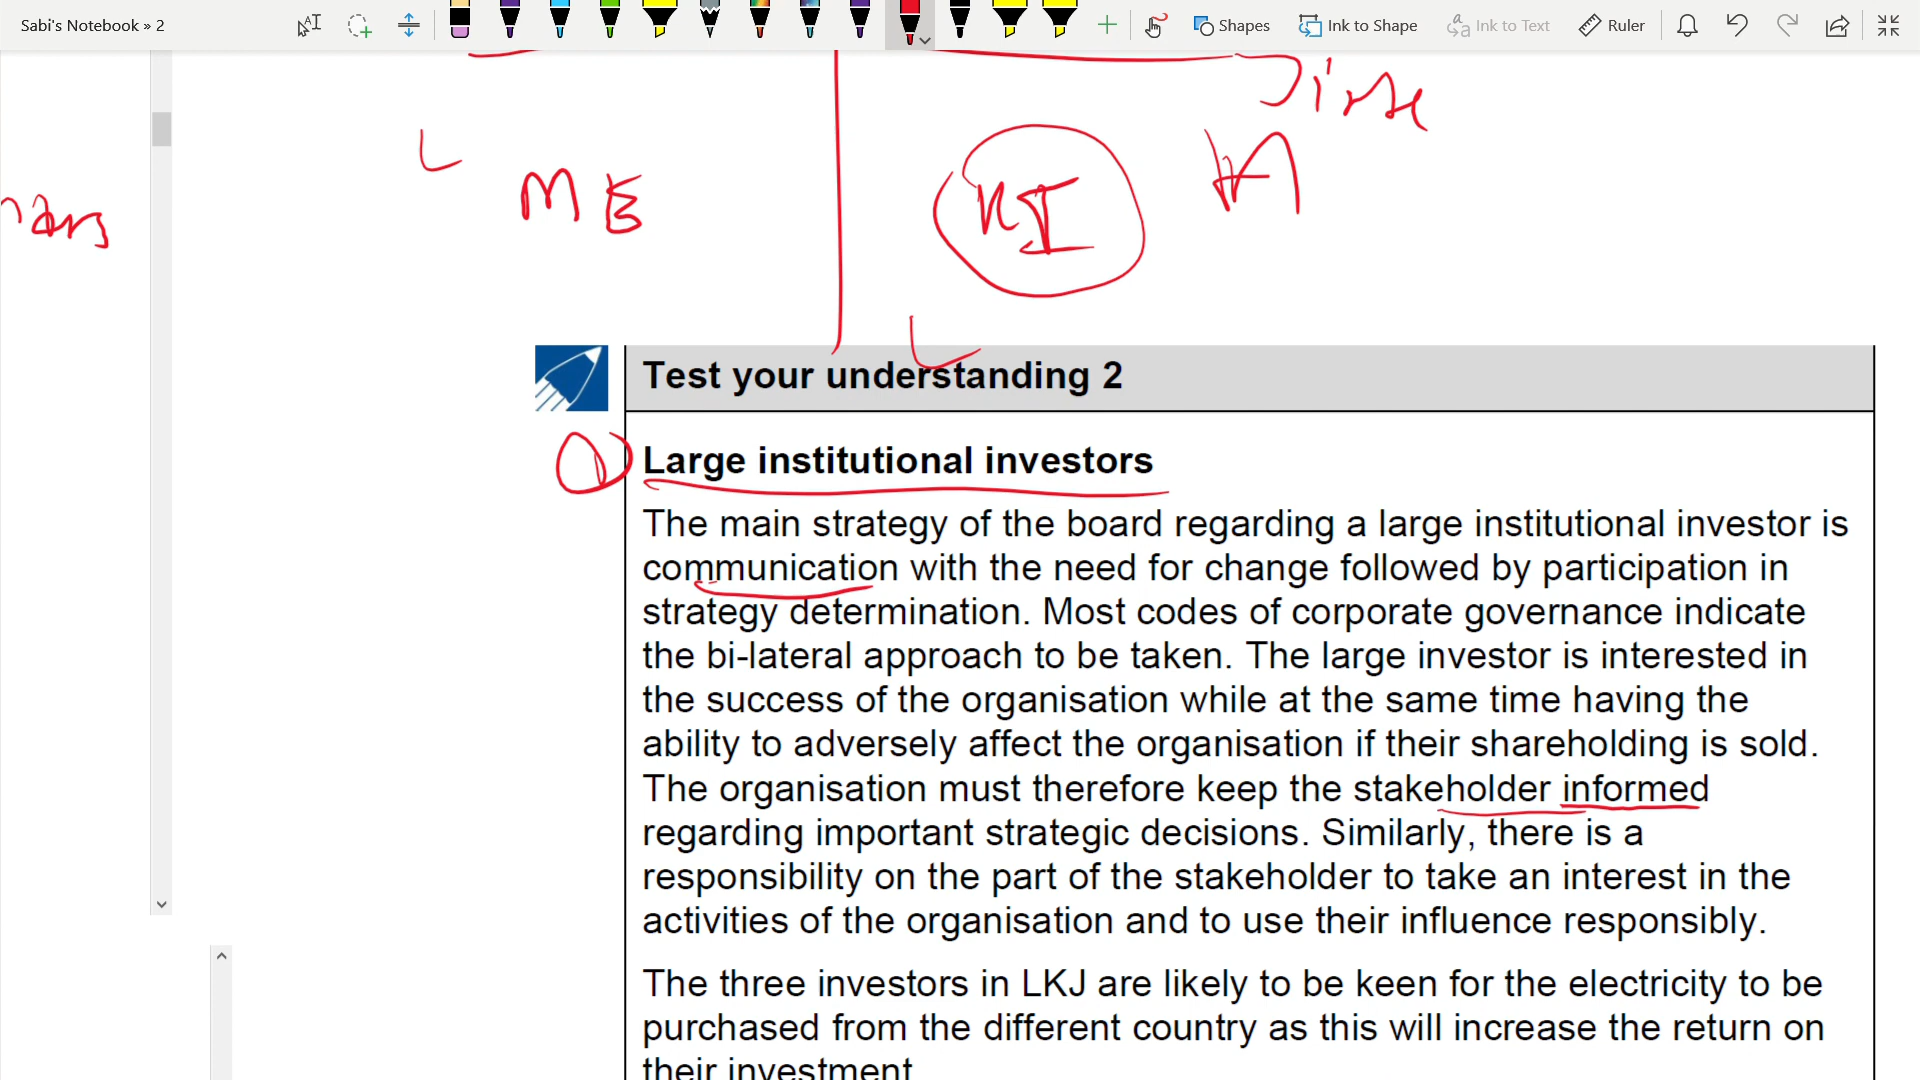 Sabi's Notebook » 2
Shapes
Ink to Shape
Ink to Text
Ruler
L
M E
KI
H
L
Test your understanding 2
1
Large institutional investors
The main strategy of the board regarding a large institutional investor is
communication with the need for change followed by participation in
strategy determination. Most codes of corporate governance indicate
the bi-lateral approach to be taken. The large investor is interested in
the success of the organisation while at the same time having the
ability to adversely affect the organisation if their shareholding is sold.
The organisation must therefore keep the stakeholder informed
regarding important strategic decisions. Similarly, there is a
responsibility on the part of the stakeholder to take an interest in the
activities of the organisation and to use their influence responsibly.
The three investors in LKJ are likely to be keen for the electricity to be
purchased from the different country as this will increase the return on
their investment